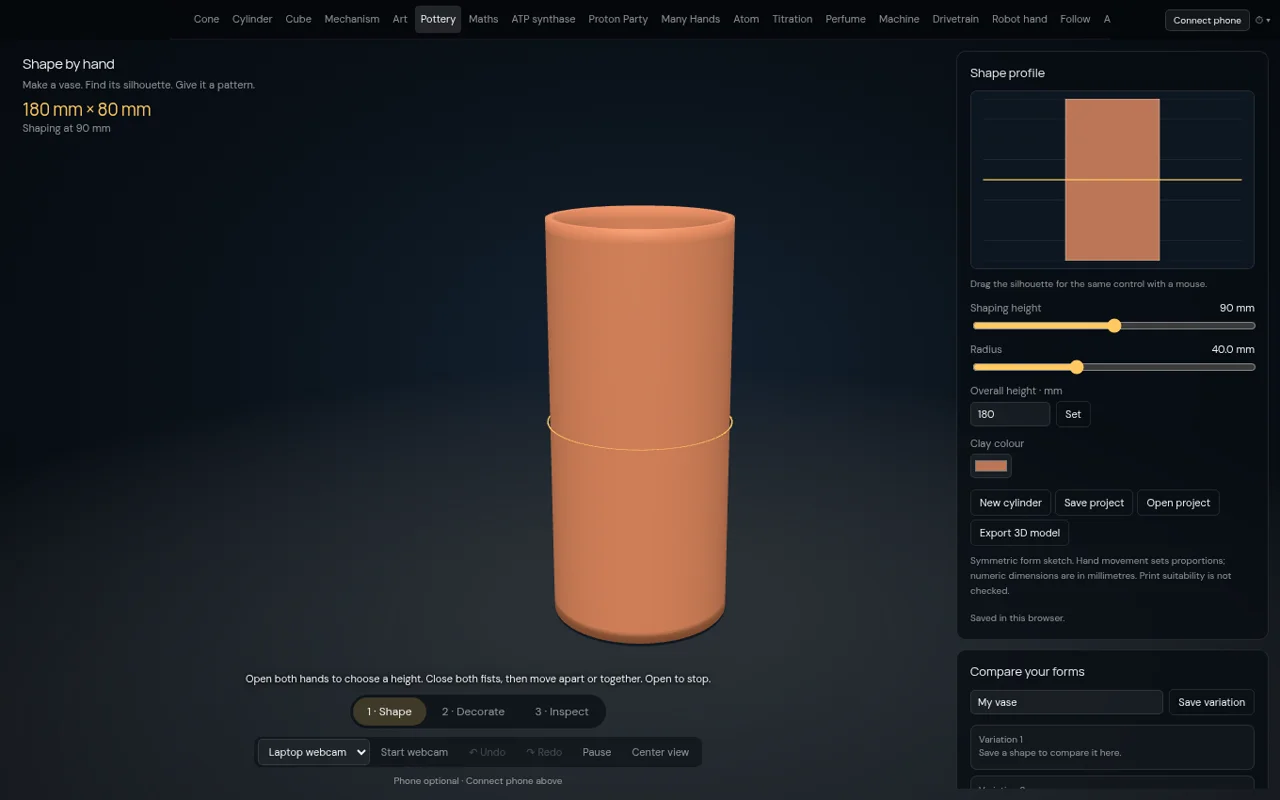 Cone Cylinder Cube Mechanism Art Pottery Maths ATP synthase Proton Party Many Hands Atom Titration Perfume Machine Drivetrain Robot hand Follow A
Connect phone
Shape by hand
Make a vase. Find its silhouette. Give it a pattern.
180 mm × 80 mm
Shaping at 90 mm
Open both hands to choose a height. Close both fists, then move apart or together. Open to stop.
1 · Shape 2 · Decorate 3 · Inspect
Laptop webcam Start webcam ↶ Undo ↷ Redo Pause Center view
Phone optional · Connect phone above
Shape profile
Drag the silhouette for the same control with a mouse.
Shaping height 90 mm
Radius 40.0 mm
Overall height · mm
180 Set
Clay colour
New cylinder Save project Open project
Export 3D model
Symmetric form sketch. Hand movement sets proportions;
numeric dimensions are in millimetres. Print suitability is not
checked.
Saved in this browser.
Compare your forms
My vase Save variation
Variation 1
Save a shape to compare it here.